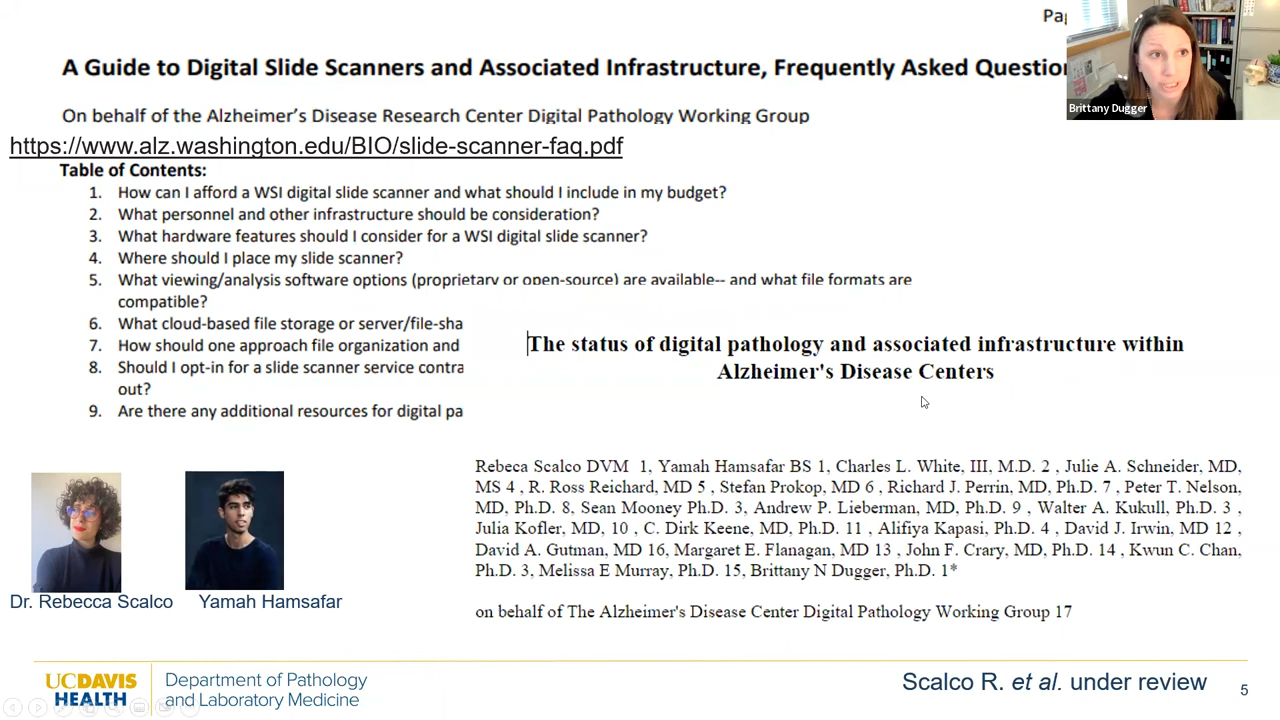 Pag
A Guide to Digital Slide Scanners and Associated Infrastructure, Frequently Asked Question
Brittany Dugger
On behalf of the Alzheimer's Disease Research Center Digital Pathology Working Group
https://www.alz.washington.edu/BIO/slide-scanner-faq.pdf
Table of Contents:
1. How can I afford a WSI digital slide scanner and what should I include in my budget?
2. What personnel and other infrastructure should be consideration?
3. What hardware features should I consider for a WSI digital slide scanner?
4. Where should I place my slide scanner?
5. What viewing/analysis software options (proprietary or open-source) are available-- and what file formats are
compatible?
6. What cloud-based file storage or server/file-sha
7. How should one approach file organization and
8. Should I opt-in for a slide scanner service contra
out?
9. Are there any additional resources for digital pa
The status of digital pathology and associated infrastructure within
Alzheimer's Disease Centers
Rebeca Scalco DVM 1, Yamah Hamsafar BS 1, Charles L. White, III, M.D. 2 , Julie A. Schneider, MD,
MS 4 , R. Ross Reichard, MD 5 , Stefan Prokop, MD 6 , Richard J. Perrin, MD, Ph.D. 7 , Peter T. Nelson,
MD, Ph.D. 8, Sean Mooney Ph.D. 3, Andrew P. Lieberman, MD, Ph.D. 9 , Walter A. Kukull, Ph.D. 3 ,
Julia Kofler, MD, 10 , C. Dirk Keene, MD, Ph.D. 11 , Alifiya Kapasi, Ph.D. 4 , David J. Irwin, MD 12 ,
David A. Gutman, MD 16, Margaret E. Flanagan, MD 13 , John F. Crary, MD, Ph.D. 14 , Kwun C. Chan,
Ph.D. 3, Melissa E Murray, Ph.D. 15, Brittany N Dugger, Ph.D. 1*
on behalf of The Alzheimer's Disease Center Digital Pathology Working Group 17
Dr. Rebecca Scalco
Yamah Hamsafar
UCDAVIS
HEALTH
Department of Pathology
and Laboratory Medicine
Scalco R. et al. under review
5